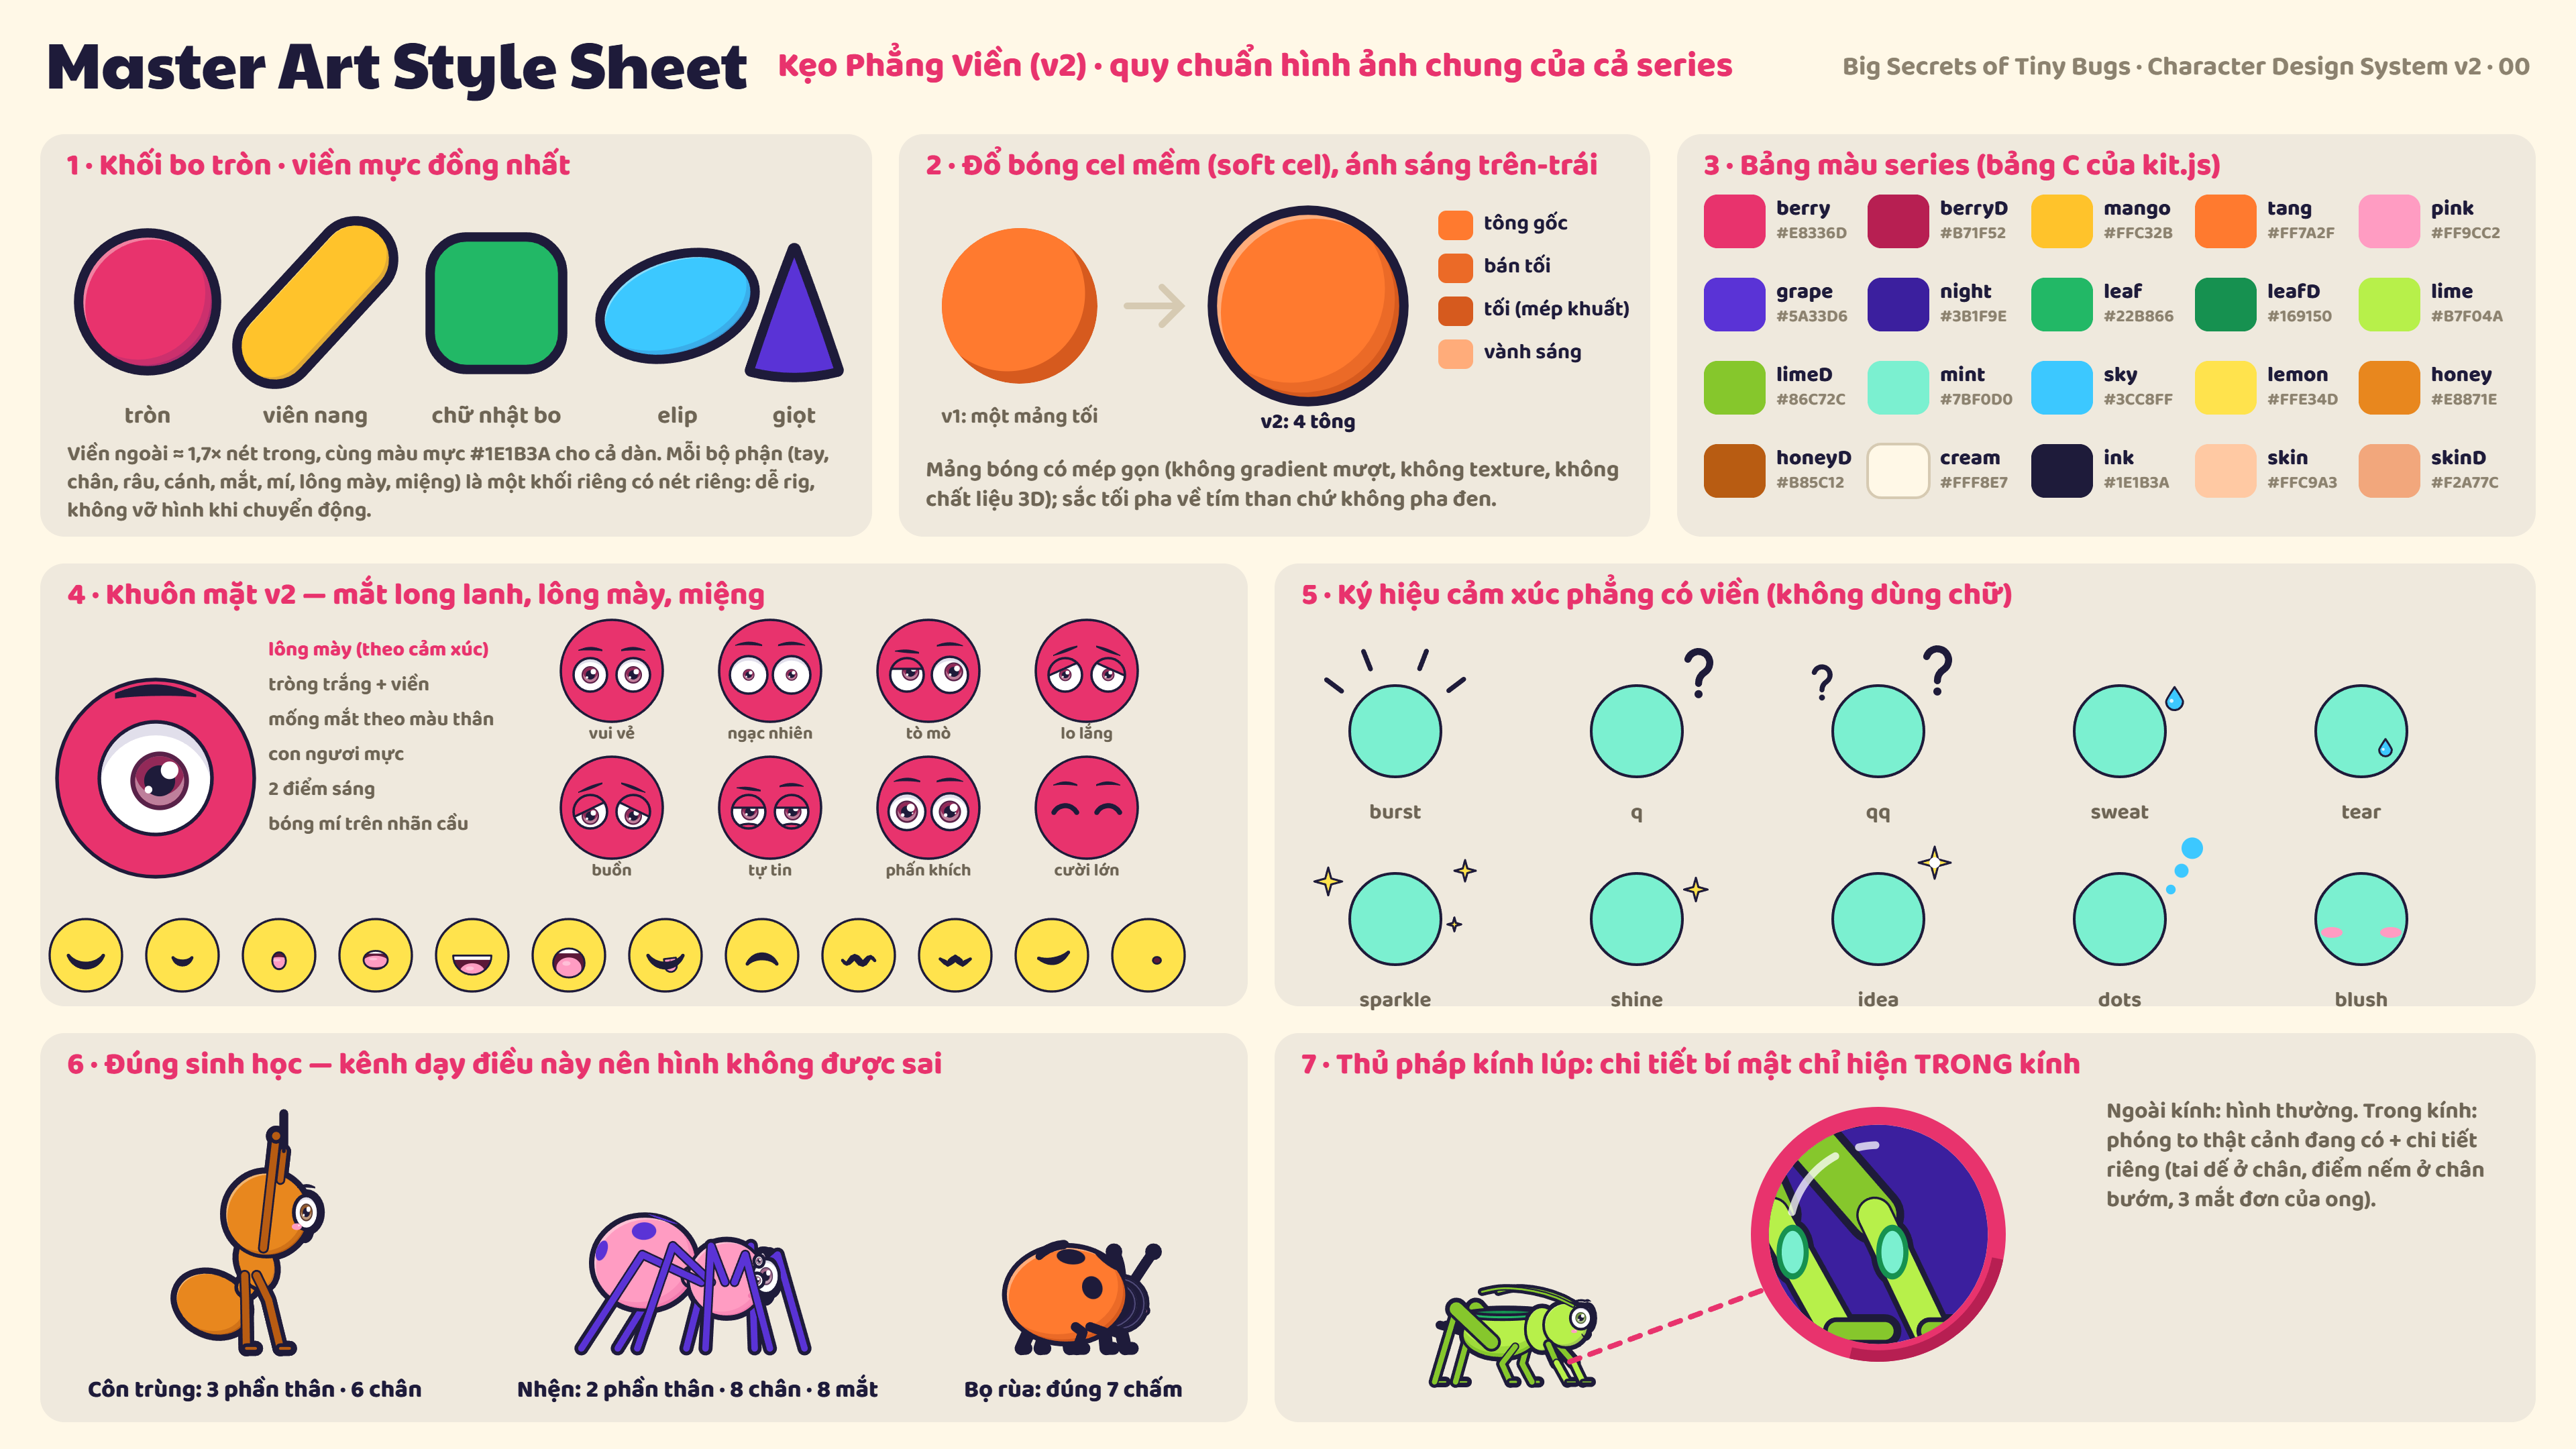 Master Art Style Sheet
Kẹo Phẳng Viền (v2) · quy chuẩn hình ảnh chung của cả series
Big Secrets of Tiny Bugs · Character Design System v2 · 00
1 · Khối bo tròn · viền mực đồng nhất
tròn
viên nang
chữ nhật bo
elip
giọt
Viền ngoài ≈ 1,7× nét trong, cùng màu mực #1E1B3A cho cả dàn. Mỗi bộ phận (tay,
chân, râu, cánh, mắt, mí, lông mày, miệng) là một khối riêng có nét riêng: dễ rig,
không vỡ hình khi chuyển động.
2 · Đổ bóng cel mềm (soft cel), ánh sáng trên-trái
tông gốc
bán tối
tối (mép khuất)
vành sáng
v1: một mảng tối
v2: 4 tông
Mảng bóng có mép gọn (không gradient mượt, không texture, không
chất liệu 3D); sắc tối pha về tím than chứ không pha đen.
3 · Bảng màu series (bảng C của kit.js)
berry
#E8336D
berryD
#B71F52
mango
#FFC32B
tang
#FF7A2F
pink
#FF9CC2
grape
#5A33D6
night
#3B1F9E
leaf
#22B866
leafD
#169150
lime
#B7F04A
limeD
#86C72C
mint
#7BF0D0
sky
#3CC8FF
lemon
#FFE34D
honey
#E8871E
honeyD
#B85C12
cream
#FFF8E7
ink
#1E1B3A
skin
#FFC9A3
skinD
#F2A77C
4 · Khuôn mặt v2 — mắt long lanh, lông mày, miệng
lông mày (theo cảm xúc)
tròng trắng + viền
mống mắt theo màu thân
con ngươi mực
2 điểm sáng
bóng mí trên nhãn cầu
vui vẻ
ngạc nhiên
tò mò
lo lắng
buồn
tự tin
phấn khích
cười lớn
5 · Ký hiệu cảm xúc phẳng có viền (không dùng chữ)
?
? ?
burst
q
qq
sweat
tear
sparkle
shine
idea
dots
blush
6 · Đúng sinh học — kênh dạy điều này nên hình không được sai
Côn trùng: 3 phần thân · 6 chân
Nhện: 2 phần thân · 8 chân · 8 mắt
Bọ rùa: đúng 7 chấm
7 · Thủ pháp kính lúp: chi tiết bí mật chỉ hiện TRONG kính
Ngoài kính: hình thường. Trong kính:
phóng to thật cảnh đang có + chi tiết
riêng (tai dế ở chân, điểm nếm ở chân
bướm, 3 mắt đơn của ong).